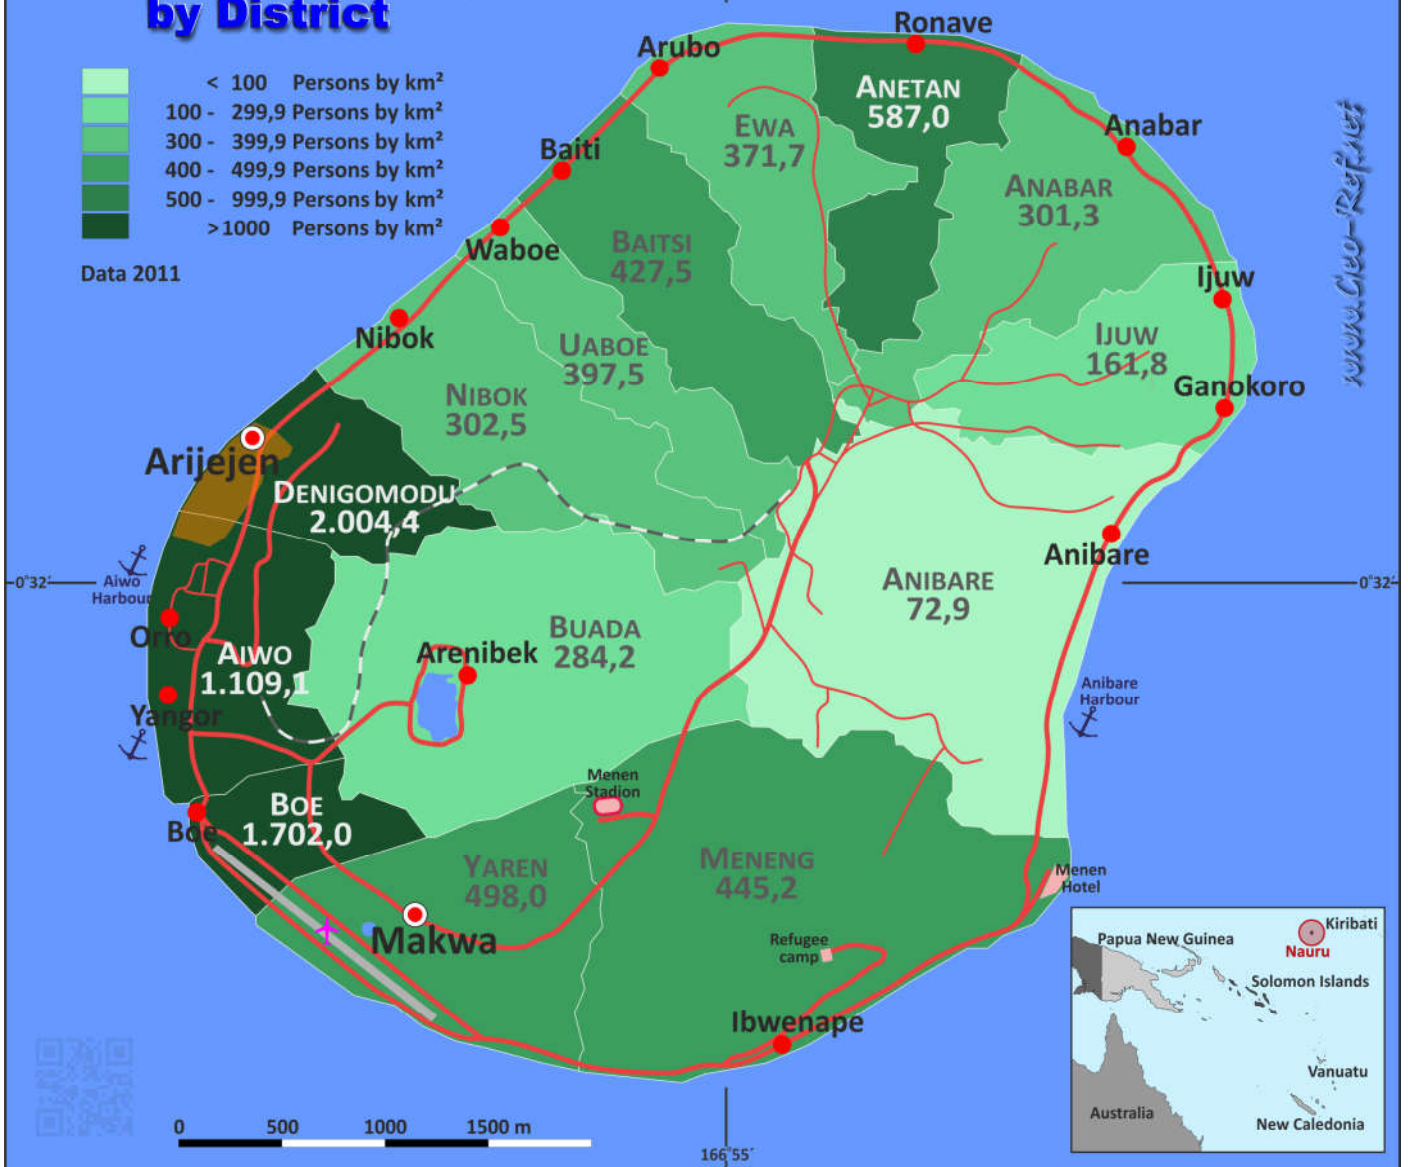 by District
< 100 Persons by km²
100 - 299,9 Persons by km²
300 - 399,9 Persons by km²
400 - 499,9 Persons by km²
500 - 999,9 Persons by km²
>1000 Persons by km²
Data 2011
www.Geo-Ref.net
Ronave
Arubo
ANETAN
587,0
EWA
371,7
Anabar
Baiti
ANABAR
301,3
Waboe
BAITSI
427,5
Ijuw
Nibok
UABOE
397,5
IJUW
161,8
NIBOK
302,5
Ganokoro
Arijejen
DENIGOMODU
2.004,4
Anibare
0°32'
0°32'
Aiwo
Harbour
ANIBARE
72,9
Orro
BUADA
284,2
AIWO
1.109,1
Arenibek
Anibare
Harbour
Yangor
Menen
Stadion
BOE
1.702,0
Boe
YAREN
498,0
MENENG
445,2
Menen
Hotel
Makwa
Refugee
camp
Ibwenape
Kiribati
Papua New Guinea
Nauru
Solomon Islands
Vanuatu
Australia
New Caledonia
0 500 1000 1500 m
166°55'